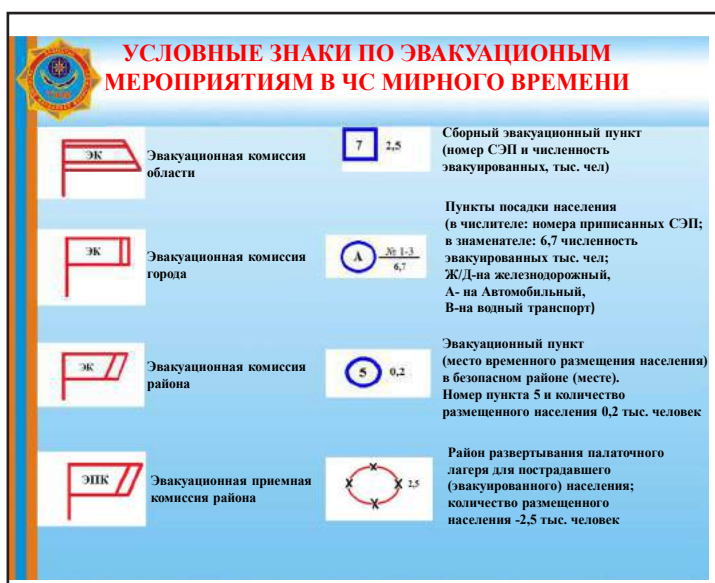 УСЛОВНЫЕ ЗНАКИ ПО ЭВАКУАЦИОНЫМ
МЕРОПРИЯТИЯМ В ЧС МИРНОГО ВРЕМЕНИ
ЭК
Эвакуационная комиссия
области
7 2,5
Сборный эвакуационный пункт
(номер СЭП и численность
эвакуированных, тыс. чел)
ЭК
Эвакуационная комиссия
города
А № 1-3
6,7
Пункты посадки населения
(в числителе: номера приписанных СЭП;
в знаменателе: 6,7 численность
эвакуированных тыс. чел;
Ж/Д-на железнодорожный,
А- на Автомобильный,
В-на водный транспорт)
ЭК
Эвакуационная комиссия
района
5 0,2
Эвакуационный пункт
(место временного размещения населения)
в безопасном районе (месте).
Номер пункта 5 и количество
размещенного населения 0,2 тыс. человек
ЭПК
Эвакуационная приемная
комиссия района
2,5
Район развертывания палаточного
лагеря для пострадавшего
(эвакуированного) населения;
количество размещенного
населения -2,5 тыс. человек